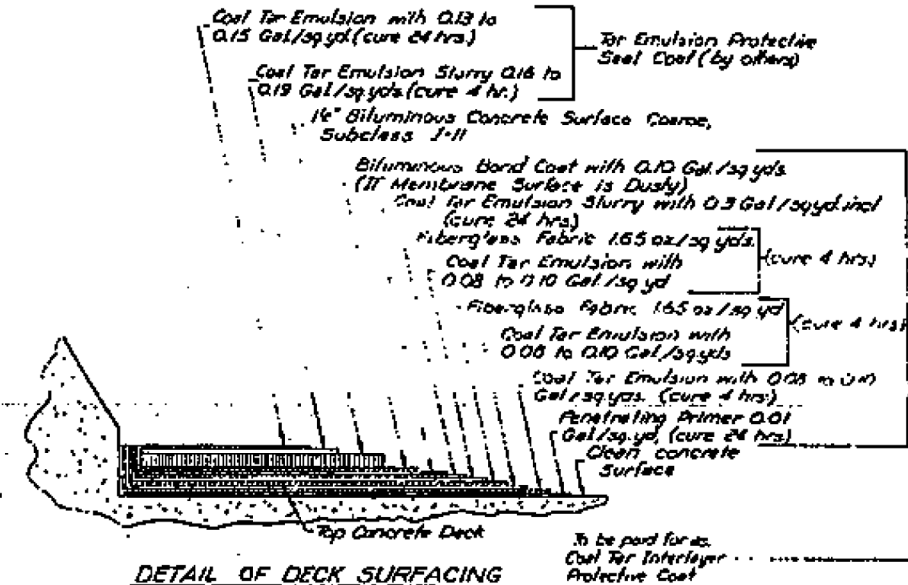 Coal Tar Emulsion with 0.13 to
0.15 Gal./sq.yd.(cure 24 hrs.)
Tar Emulsion Protective
Seal Coat (by others)
Coal Tar Emulsion Slurry 0.16 to
0.19 Gal./sq.yds.(cure 4 hr.)
Bituminous Concrete Surface Coarse,
Subclass I-11
Bituminous Bond Coat with 0.10 Gal./sq.yds.
(If Membrane Surface is Dusty)
Coal Tar Emulsion Slurry with 0.3 Gal./sq.yd.incl
(cure 24 hrs)
Fiberglass Fabric 1.65 oz/sq yds.
(cure 4 hrs)
Coal Tar Emulsion with
0.08 to 0.10 Gal./sq.yd
Fiberglass Fabric 1.65 oz/sq yd
(cure 4 hrs)
Coal Tar Emulsion with
0.08 to 0.10 Gal./sq.yds
Coal Tar Emulsion with 0.08 to 0.10
Gal./sq.yds. (cure 4 hrs)
Penetrating Primer 0.01
Gal./sq.yd. (cure 24 hrs)
Clean concrete
Surface
Top Concrete Deck
To be paid for as.
Coal Tar Interlayer
Protective Coat
DETAIL OF DECK SURFACING